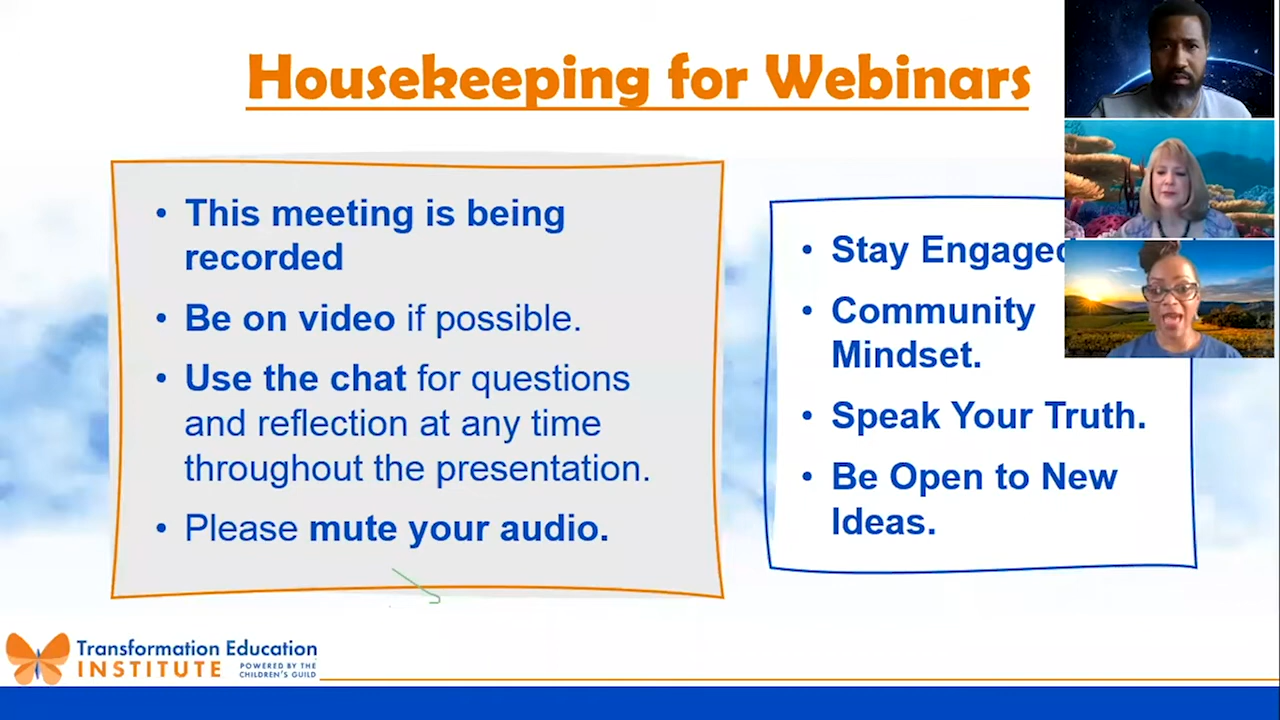 Housekeeping for Webinars
• This meeting is being
recorded
• Be on video if possible.
• Use the chat for questions
and reflection at any time
throughout the presentation.
• Please mute your audio.
• Stay Engaged
• Community
Mindset.
• Speak Your Truth.
• Be Open to New
Ideas.
Transformation Education
INSTITUTE
POWERED BY THE
CHILDREN'S GUILD